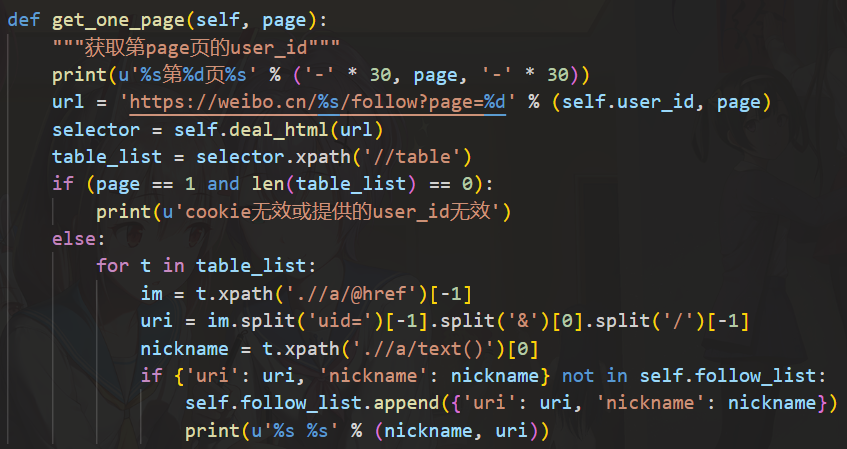 def get_one_page(self, page):
    """获取第page页的user_id"""
    print(u'%s第%d页%s' % ('-' * 30, page, '-' * 30))
    url = 'https://weibo.cn/%s/follow?page=%d' % (self.user_id, page)
    selector = self.deal_html(url)
    table_list = selector.xpath('//table')
    if (page == 1 and len(table_list) == 0):
        print(u'cookie无效或提供的user_id无效')
    else:
        for t in table_list:
            im = t.xpath('.//a/@href')[-1]
            uri = im.split('uid=')[-1].split('&')[0].split('/')[-1]
            nickname = t.xpath('.//a/text()')[0]
            if {'uri': uri, 'nickname': nickname} not in self.follow_list:
                self.follow_list.append({'uri': uri, 'nickname': nickname})
                print(u'%s %s' % (nickname, uri))